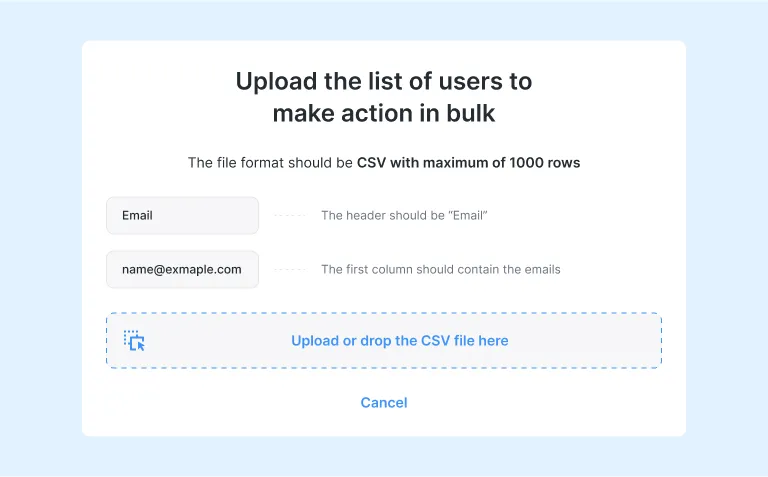 Upload the list of users to
make action in bulk
The file format should be CSV with maximum of 1000 rows
Email
The header should be “Email”
name@exmaple.com
The first column should contain the emails
Upload or drop the CSV file here
Cancel